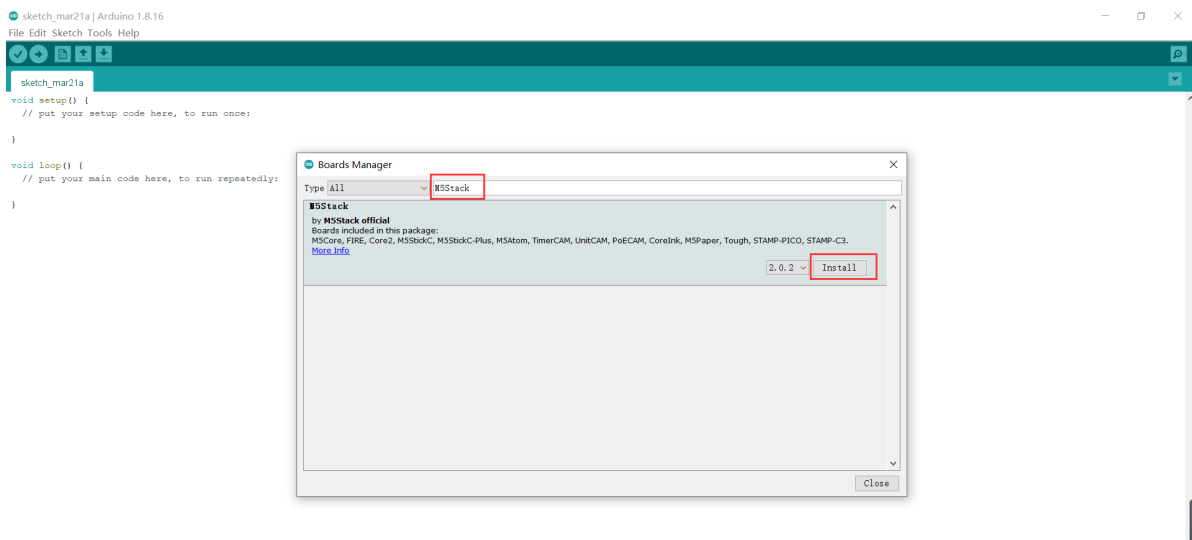 sketch_mar21a | Arduino 1.8.16
File Edit Sketch Tools Help
sketch_mar21a
void setup() {
// put your setup code here, to run once:
}
void loop() {
// put your main code here, to run repeatedly:
}
Boards Manager
Type All M5Stack
M5Stack
by M5Stack official
Boards included in this package:
M5Core, FIRE, Core2, M5StickC, M5StickC-Plus, M5Atom, TimerCAM, UnitCAM, PoECAM, CoreInk, M5Paper, Tough, STAMP-PICO, STAMP-C3.
More Info
2.0.2 Install
Close